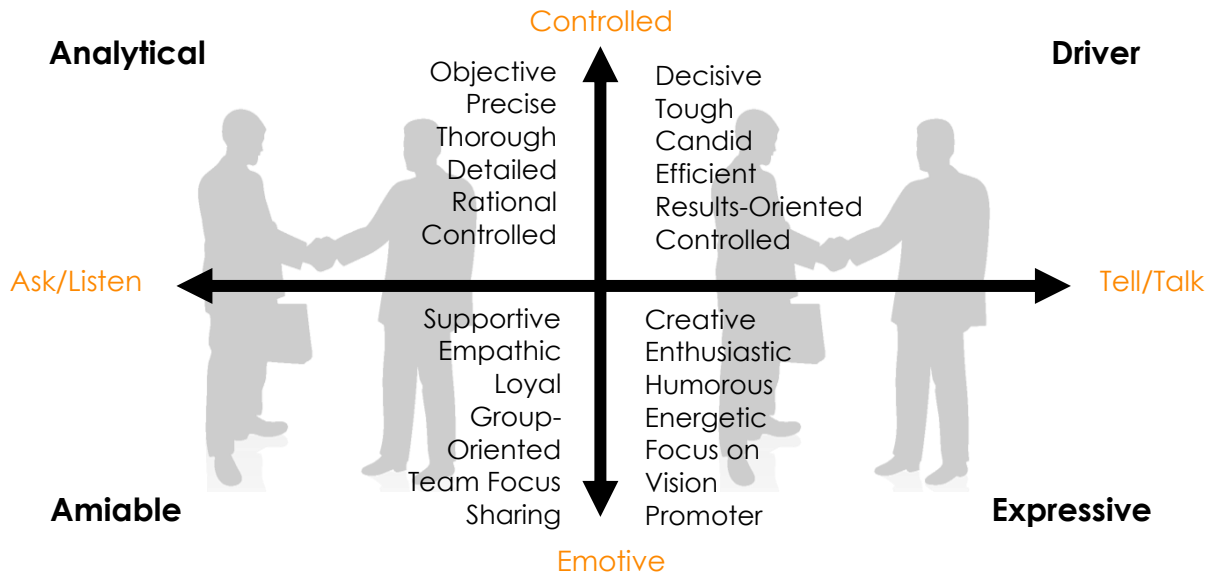 Controlled
Analytical
Driver
Objective
Precise
Thorough
Detailed
Rational
Controlled
Decisive
Tough
Candid
Efficient
Results-Oriented
Controlled
Ask/Listen
Tell/Talk
Supportive
Empathic
Loyal
Group-
Oriented
Team Focus
Sharing
Creative
Enthusiastic
Humorous
Energetic
Focus on
Vision
Promoter
Amiable
Expressive
Emotive